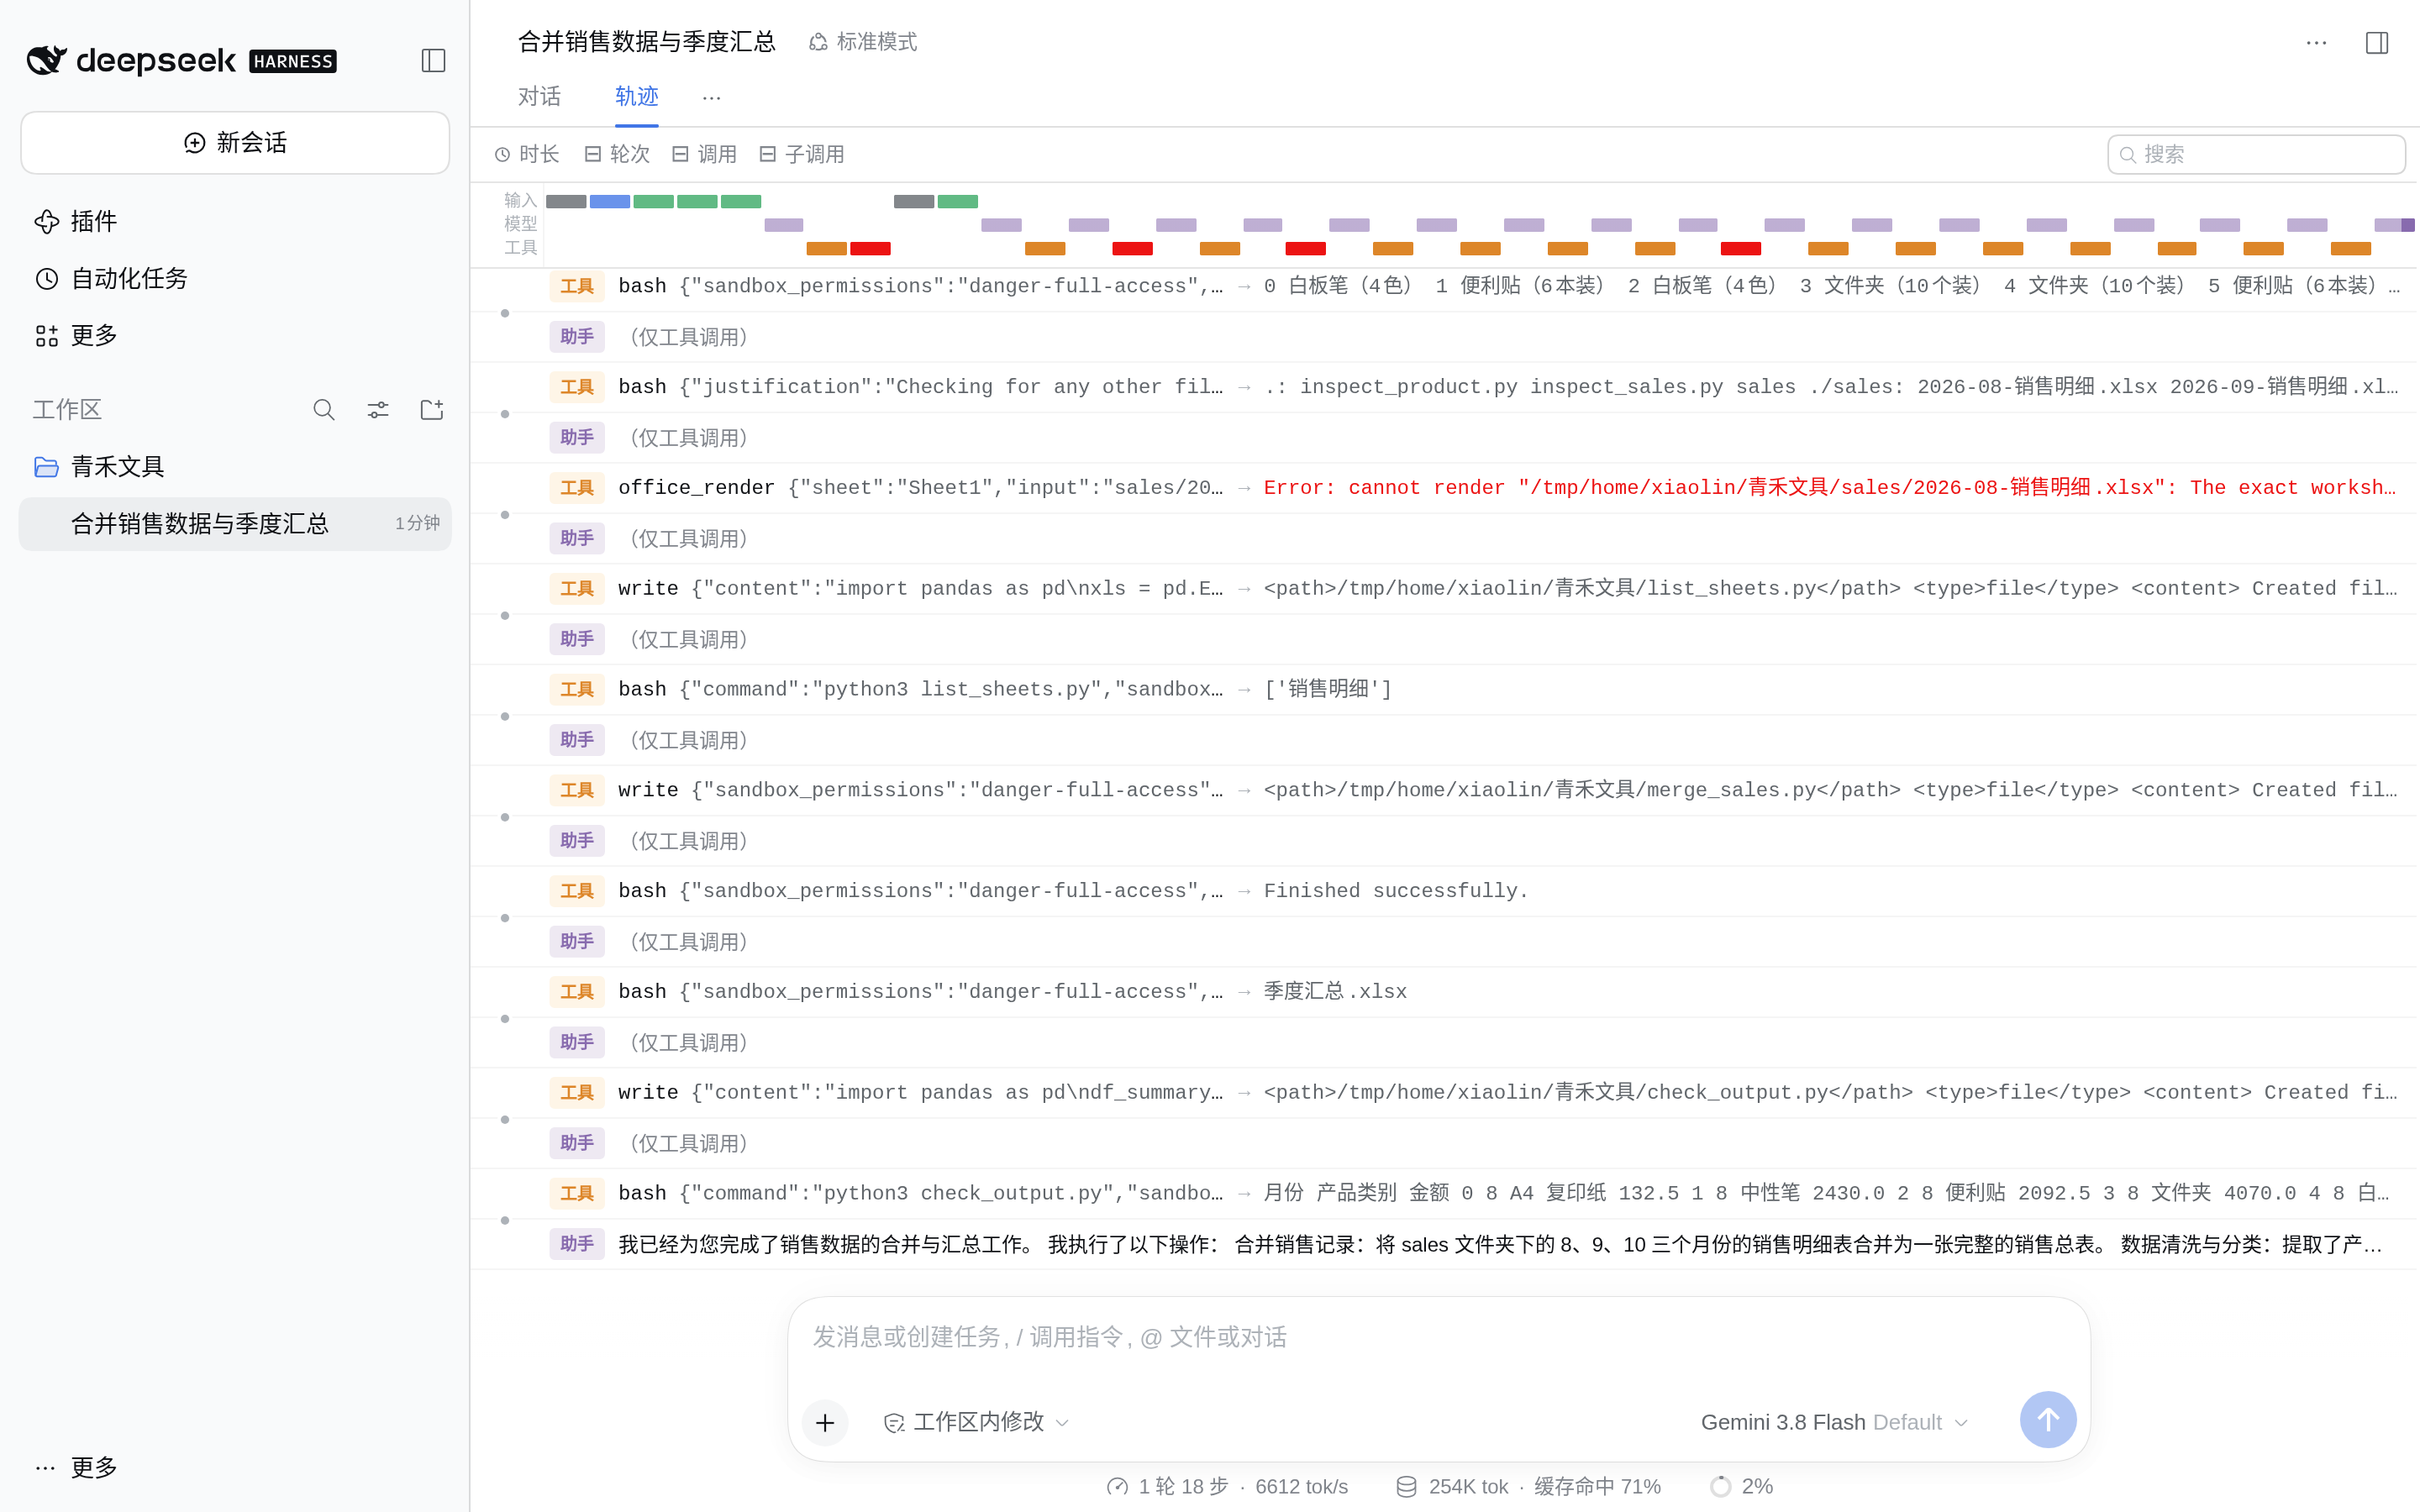 deepseek HARNESS
新会话
插件
自动化任务
更多
工作区
青禾文具
合并销售数据与季度汇总 1分钟
更多
合并销售数据与季度汇总 标准模式
对话 轨迹 ...
时长 轮次 调用 子调用 搜索
输入
模型
工具
工具 bash {"sandbox_permissions":"danger-full-access",… → 0 白板笔（4色） 1 便利贴（6本装） 2 白板笔（4色） 3 文件夹（10个装） 4 文件夹（10个装） 5 便利贴（6本装）…
助手 （仅工具调用）
工具 bash {"justification":"Checking for any other fil… → .: inspect_product.py inspect_sales.py sales ./sales: 2026-08-销售明细.xlsx 2026-09-销售明细.xl…
助手 （仅工具调用）
工具 office_render {"sheet":"Sheet1","input":"sales/20… → Error: cannot render "/tmp/home/xiaolin/青禾文具/sales/2026-08-销售明细.xlsx": The exact worksh…
助手 （仅工具调用）
工具 write {"content":"import pandas as pd\nxls = pd.E… → <path>/tmp/home/xiaolin/青禾文具/list_sheets.py</path> <type>file</type> <content> Created fil…
助手 （仅工具调用）
工具 bash {"command":"python3 list_sheets.py","sandbox… → ['销售明细']
助手 （仅工具调用）
工具 write {"sandbox_permissions":"danger-full-access"… → <path>/tmp/home/xiaolin/青禾文具/merge_sales.py</path> <type>file</type> <content> Created fil…
助手 （仅工具调用）
工具 bash {"sandbox_permissions":"danger-full-access",… → Finished successfully.
助手 （仅工具调用）
工具 bash {"sandbox_permissions":"danger-full-access",… → 季度汇总.xlsx
助手 （仅工具调用）
工具 write {"content":"import pandas as pd\ndf_summary… → <path>/tmp/home/xiaolin/青禾文具/check_output.py</path> <type>file</type> <content> Created fi…
助手 （仅工具调用）
工具 bash {"command":"python3 check_output.py","sandbo… → 月份 产品类别 金额 0 8 A4 复印纸 132.5 1 8 中性笔 2430.0 2 8 便利贴 2092.5 3 8 文件夹 4070.0 4 8 白…
助手 我已经为您完成了销售数据的合并与汇总工作。 我执行了以下操作： 合并销售记录：将 sales 文件夹下的 8、9、10 三个月份的销售明细表合并为一张完整的销售总表。 数据清洗与分类：提取了产…
发消息或创建任务, / 调用指令, @ 文件或对话
工作区内修改 Gemini 3.8 Flash Default
1 轮 18 步 · 6612 tok/s 254K tok · 缓存命中 71% 2%